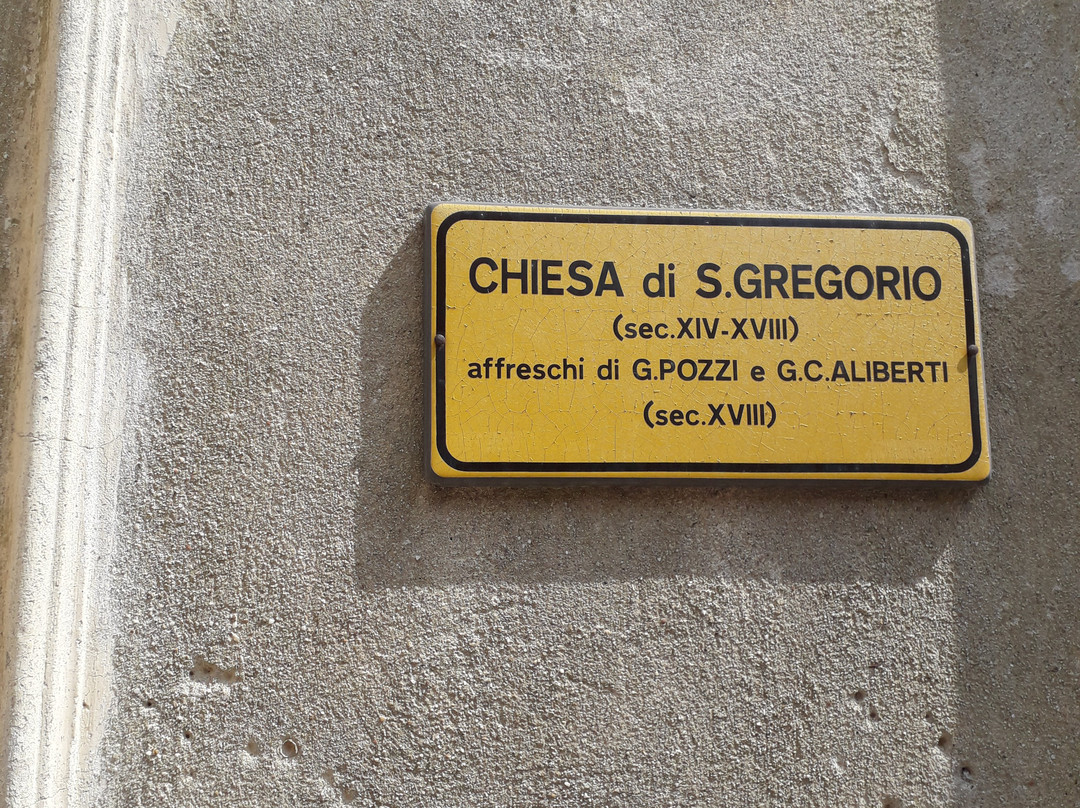 CHIESA di S.GREGORIO
(sec.XIV-XVIII)
affreschi di G.POZZI e G.C.ALIBERTI
(sec.XVIII)